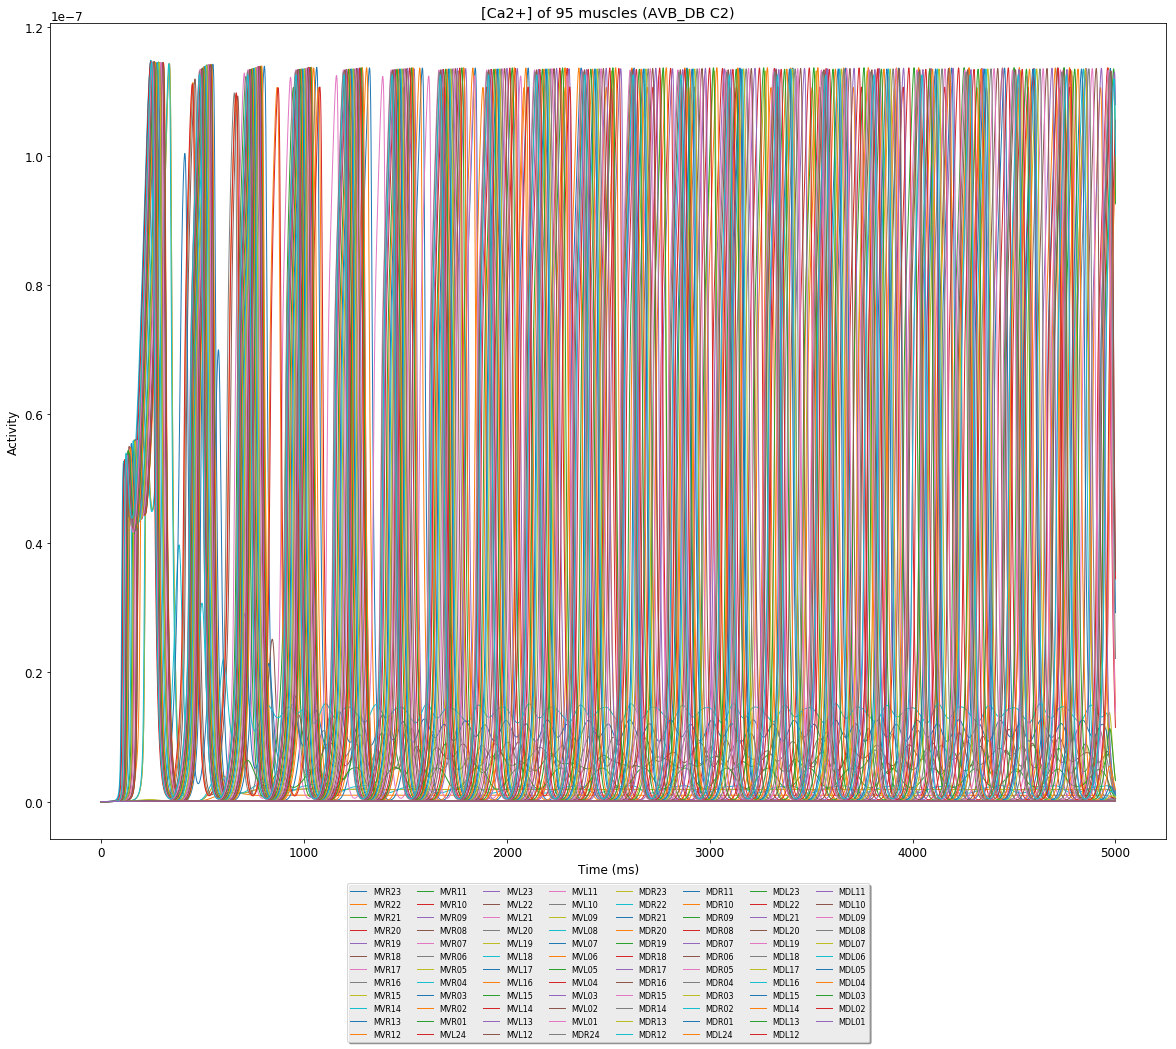 [Ca2+] of 95 muscles (AVB_DB C2)
1e−7
1.2
1.0
0.8
0.6
0.4
0.2
0.0
Activity
0 1000 2000 3000 4000 5000
Time (ms)
MVR23 MVR11 MVL23 MVL11 MDR23 MDR11 MDL23 MDL11
MVR22 MVR10 MVL22 MVL10 MDR22 MDR10 MDL22 MDL10
MVR21 MVR09 MVL21 MVL09 MDR21 MDR09 MDL21 MDL09
MVR20 MVR08 MVL20 MVL08 MDR20 MDR08 MDL20 MDL08
MVR19 MVR07 MVL19 MVL07 MDR19 MDR07 MDL19 MDL07
MVR18 MVR06 MVL18 MVL06 MDR18 MDR06 MDL18 MDL06
MVR17 MVR05 MVL17 MVL05 MDR17 MDR05 MDL17 MDL05
MVR16 MVR04 MVL16 MVL04 MDR16 MDR04 MDL16 MDL04
MVR15 MVR03 MVL15 MVL03 MDR15 MDR03 MDL15 MDL03
MVR14 MVR02 MVL14 MVL02 MDR14 MDR02 MDL14 MDL02
MVR13 MVR01 MVL13 MVL01 MDR13 MDR01 MDL13 MDL01
MVR12 MVL24 MVL12 MDR24 MDR12 MDL24 MDL12